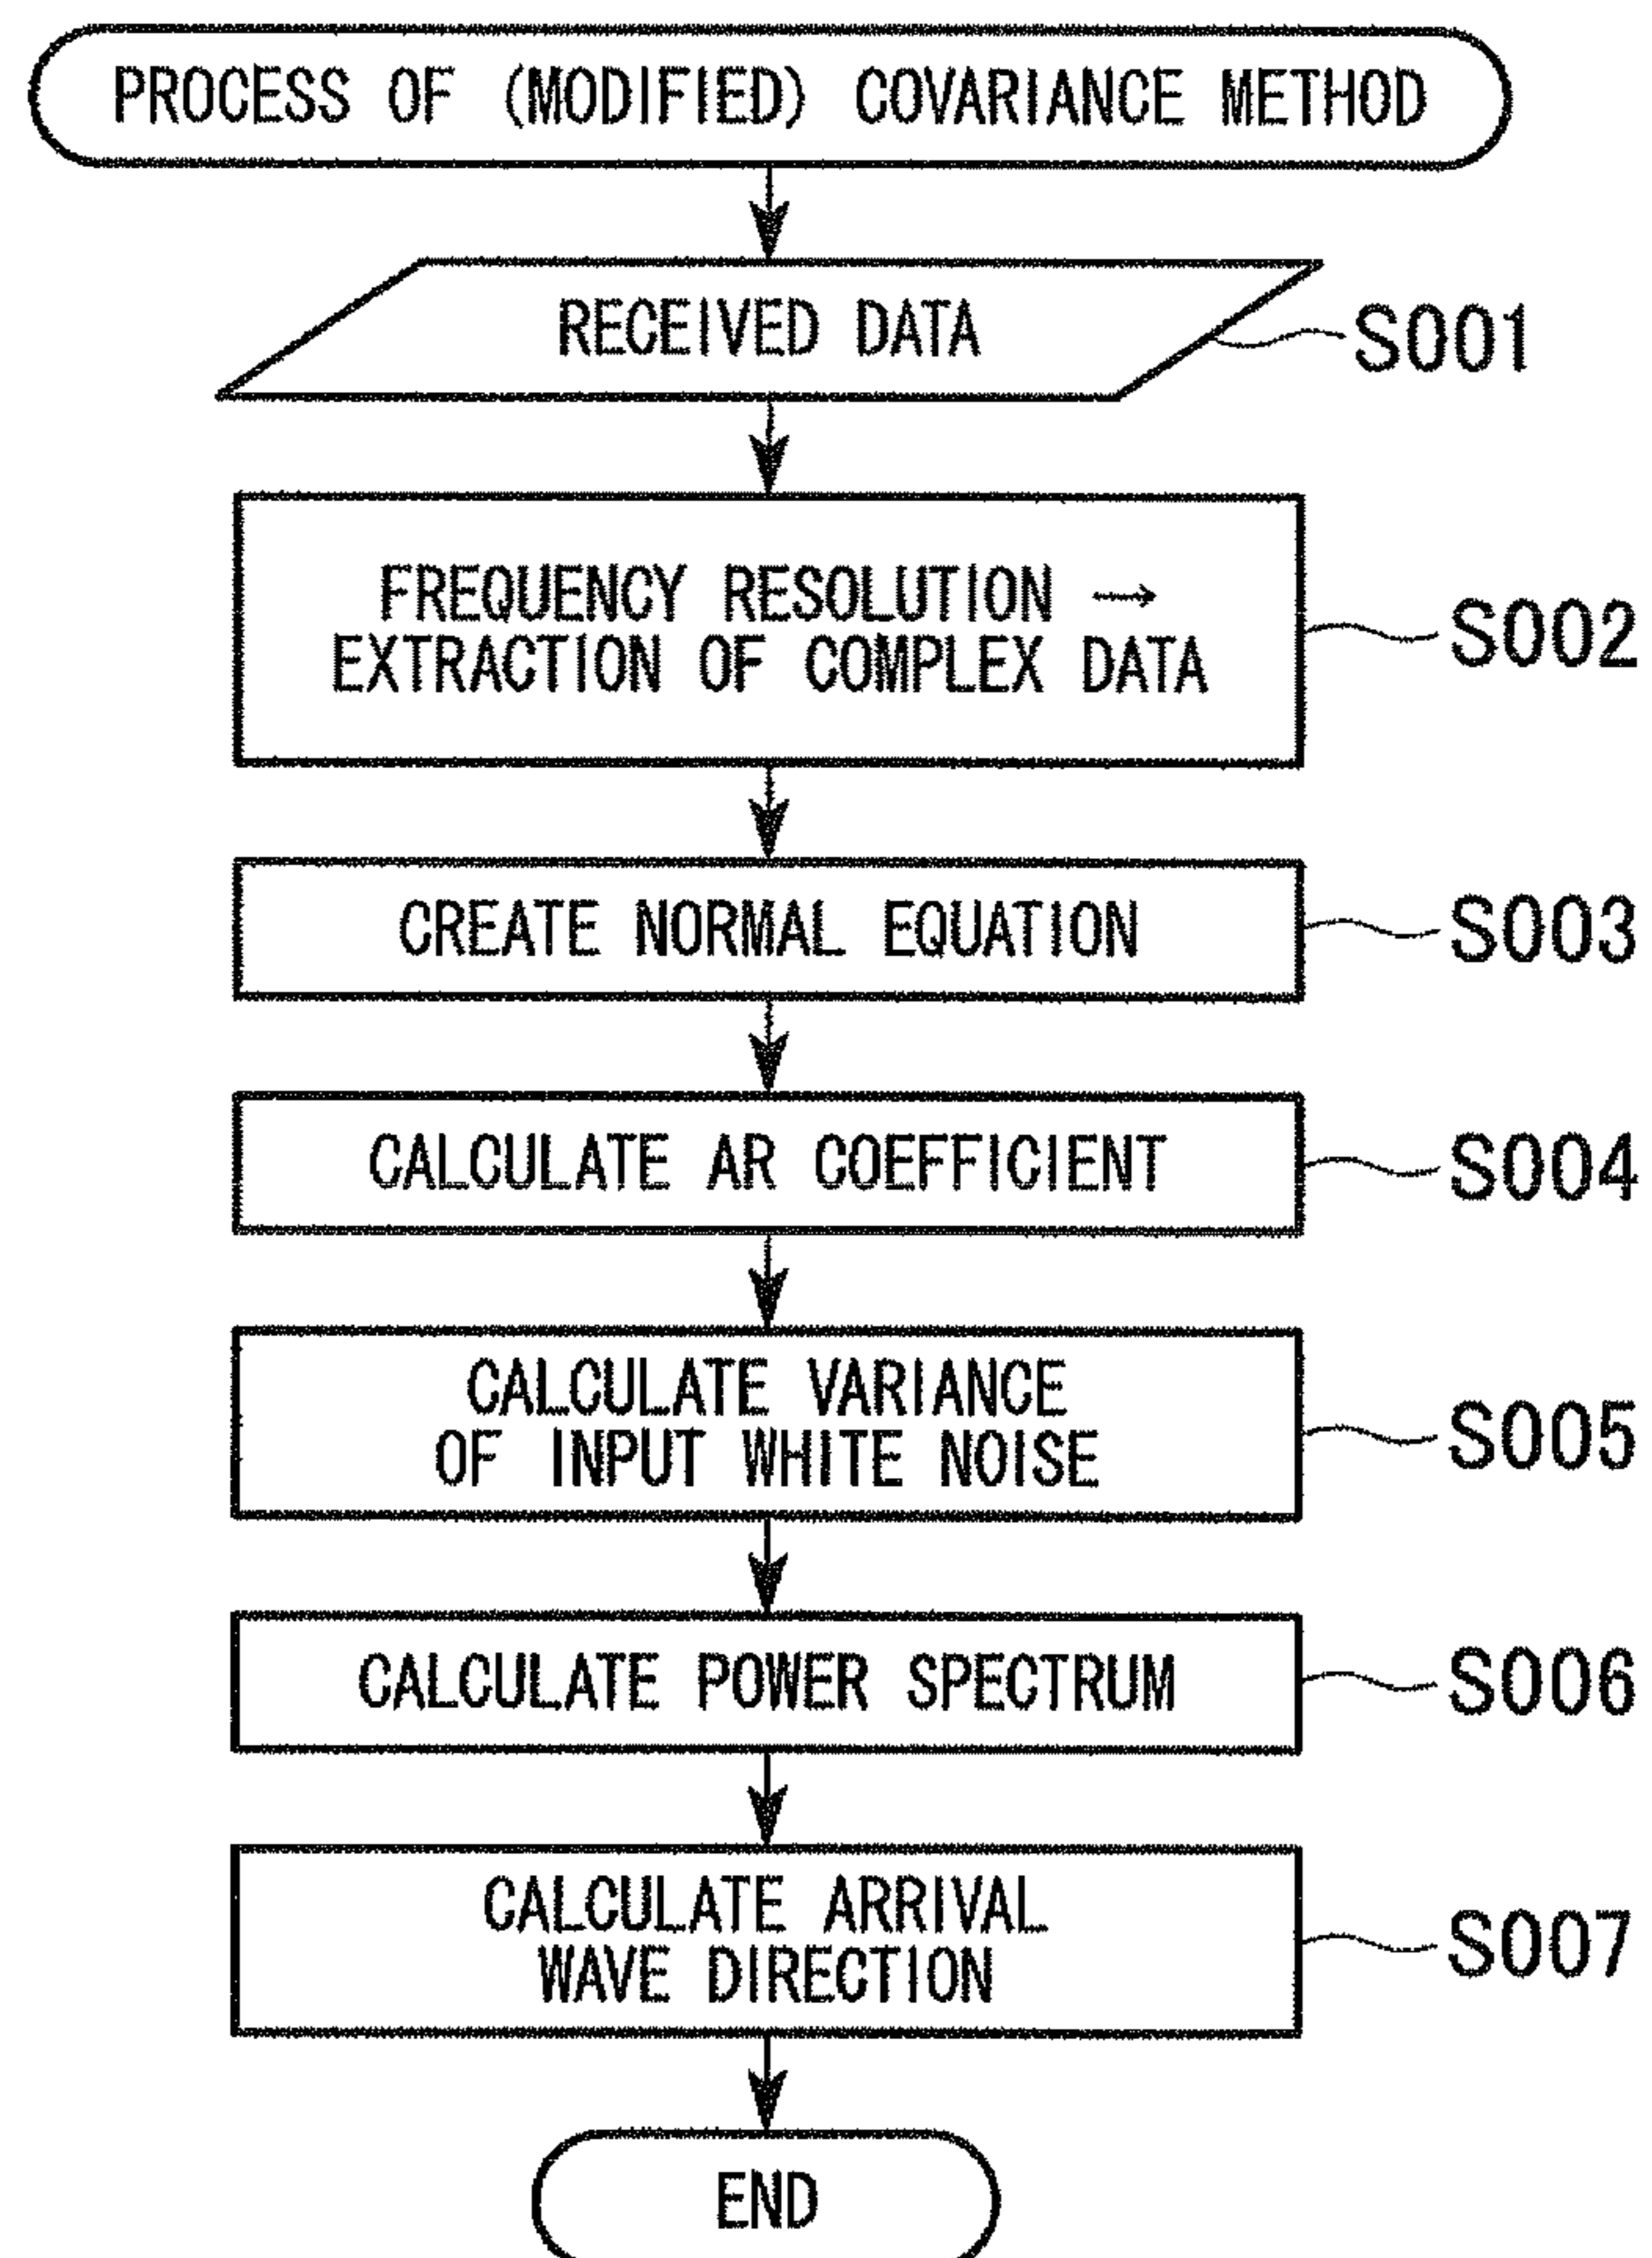 PROCESS OF (MODIFIED) COVARIANCE METHOD
RECEIVED DATA
S001
FREQUENCY RESOLUTION →
EXTRACTION OF COMPLEX DATA
S002
CREATE NORMAL EQUATION
S003
CALCULATE AR COEFFICIENT
S004
CALCULATE VARIANCE
OF INPUT WHITE NOISE
S005
CALCULATE POWER SPECTRUM
S006
CALCULATE ARRIVAL
WAVE DIRECTION
S007
END